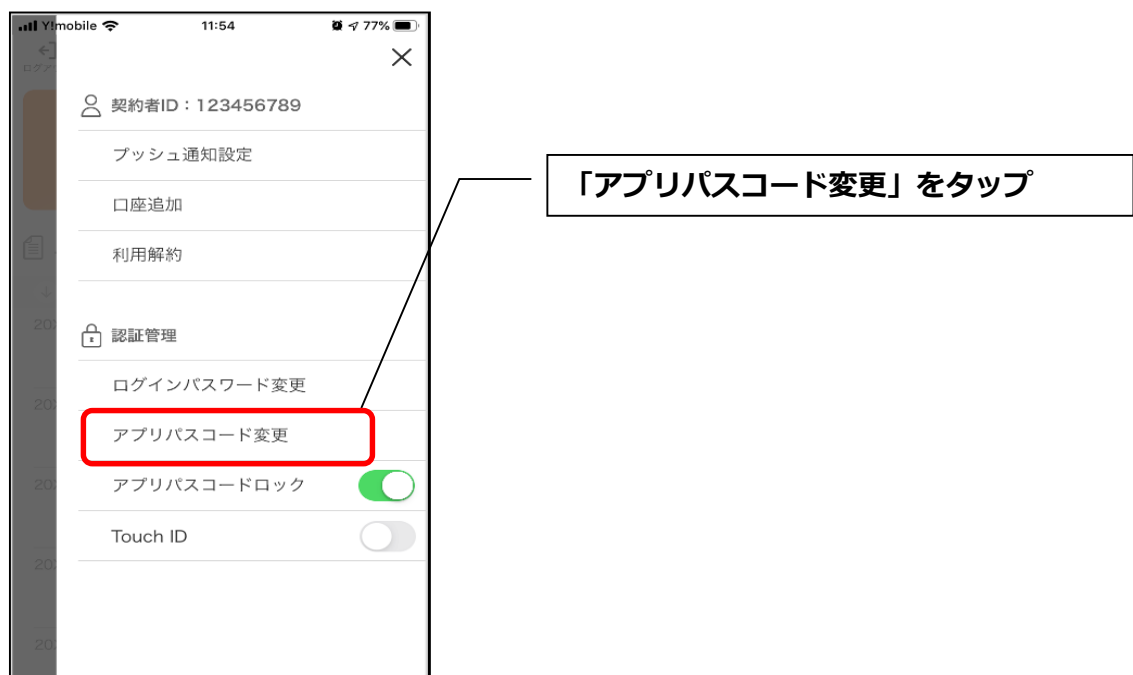 Y!mobile 11:54 77%
契約者ID：123456789
プッシュ通知設定
口座追加
利用解約
認証管理
ログインパスワード変更
アプリパスコード変更
アプリパスコードロック
Touch ID
「アプリパスコード変更」をタップ